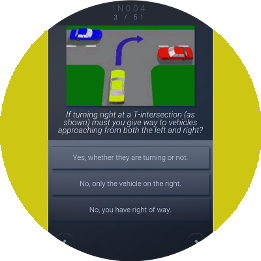 IN004
3 / 51
If turning right at a T-intersection (as
shown) must you give way to vehicles
approaching from both the left and right?
Yes, whether they are turning or not.
No, only the vehicle on the right.
No, you have right of way.